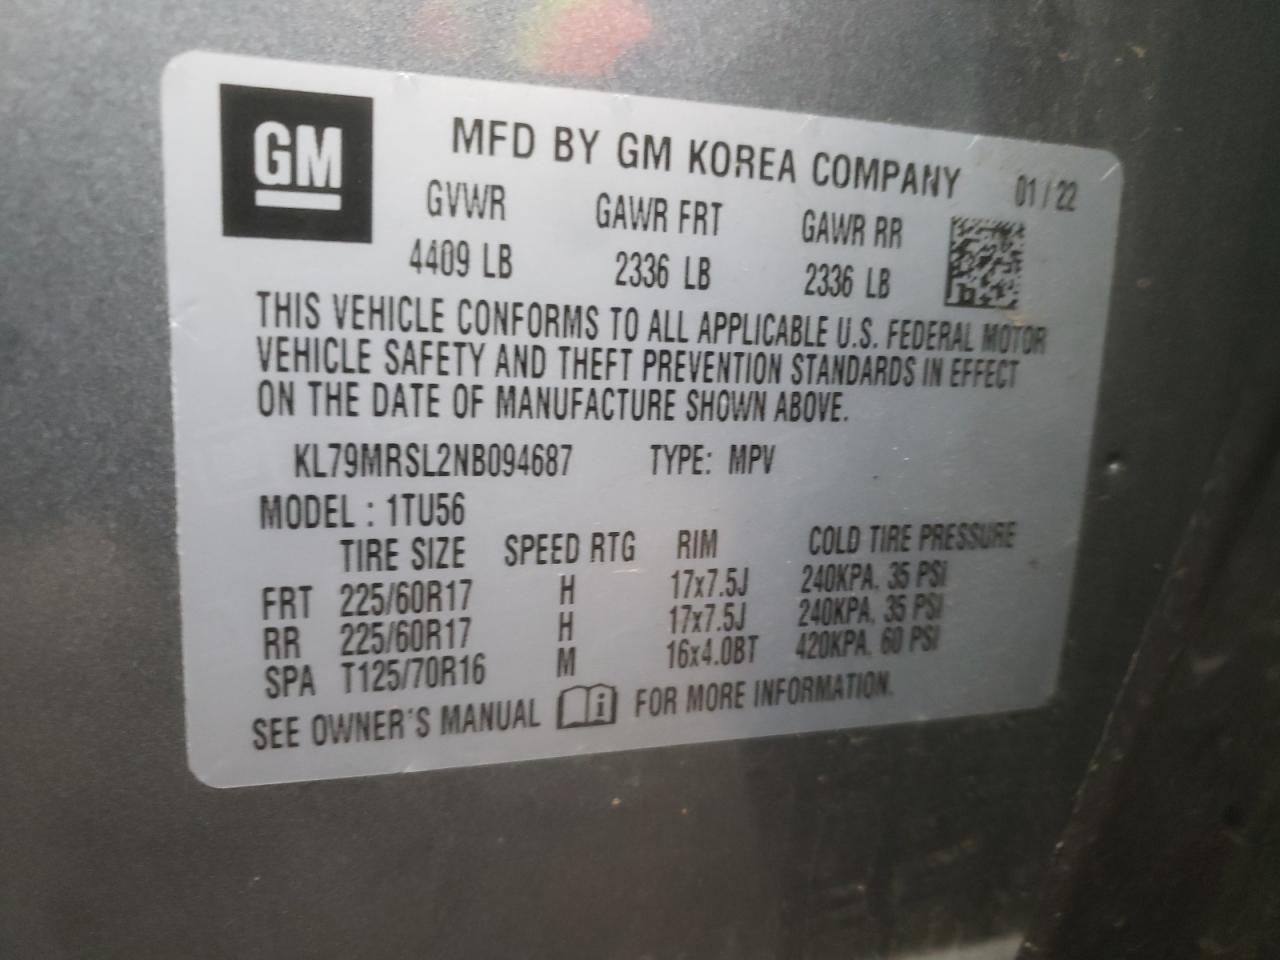 GM
MFD BY GM KOREA COMPANY 01/22
GVWR GAWR FRT GAWR RR
4409 LB 2336 LB 2336 LB
THIS VEHICLE CONFORMS TO ALL APPLICABLE U.S. FEDERAL MOTOR
VEHICLE SAFETY AND THEFT PREVENTION STANDARDS IN EFFECT
ON THE DATE OF MANUFACTURE SHOWN ABOVE.
KL79MRSL2NB094687 TYPE: MPV
MODEL : 1TU56
TIRE SIZE SPEED RTG RIM COLD TIRE PRESSURE
FRT 225/60R17 H 17x7.5J 240KPA, 35 PSI
RR 225/60R17 H 17x7.5J 240KPA, 35 PSI
SPA T125/70R16 M 16x4.0BT 420KPA, 60 PSI
SEE OWNER'S MANUAL i FOR MORE INFORMATION.